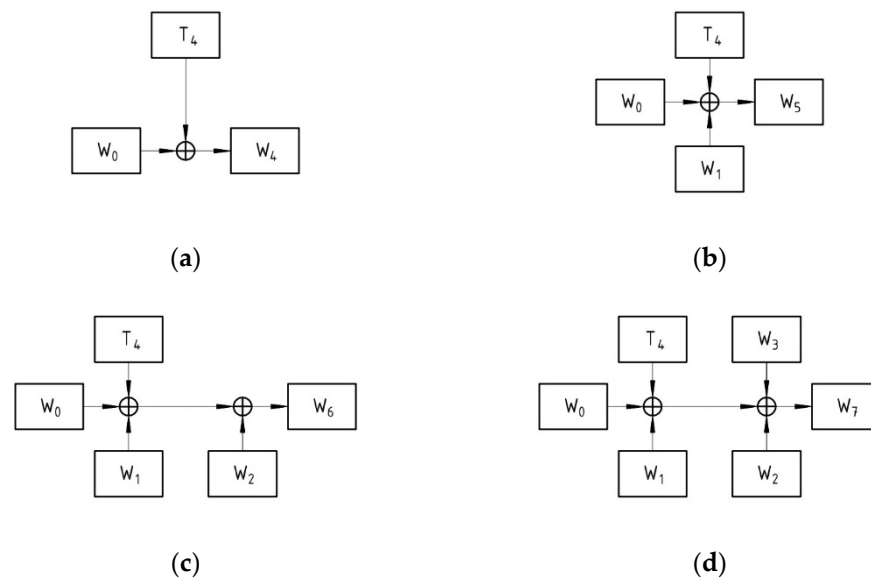 T₄
W₀ W₄
(a)
T₄
W₀ W₅
W₁
(b)
T₄
W₀ W₆
W₁ W₂
(c)
T₄ W₃
W₀ W₇
W₁ W₂
(d)